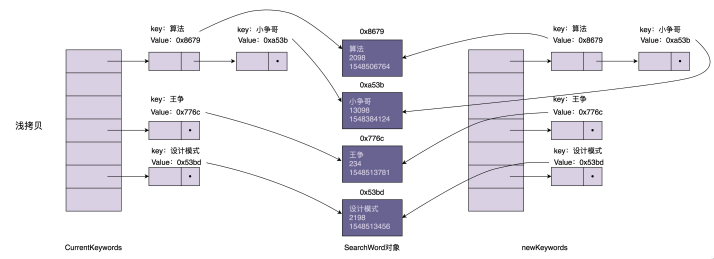 key：算法
Value：0x8679
key：小争哥
Value：0xa53b
0x8679
算法
2098
1548506764
key：算法
Value：0x8679
key：小争哥
Value：0xa53b
浅拷贝
0xa53b
小争哥
13098
1548384124
key：王争
Value：0x776c
0x776c
王争
234
1548513781
key：王争
Value：0x776c
key：设计模式
Value：0x53bd
0x53bd
设计模式
2198
1548513456
key：设计模式
Value：0x53bd
CurrentKeywords
SearchWord对象
newKeywords